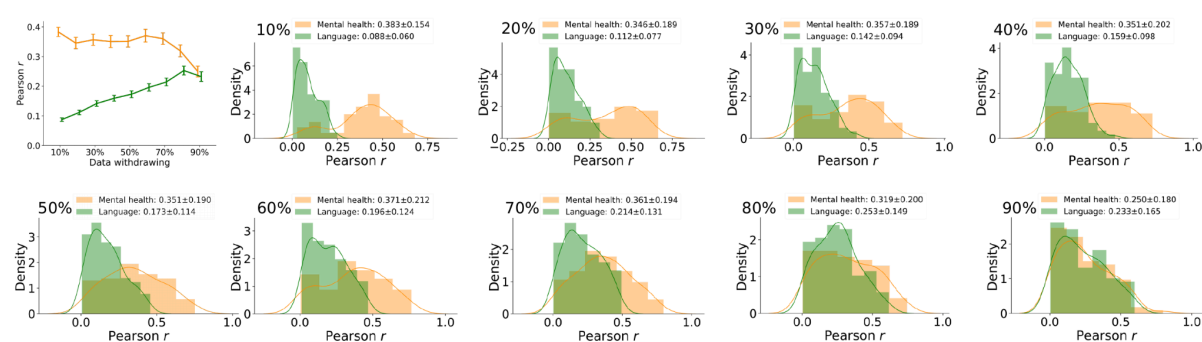 0.4
0.3
0.2
0.1
0.0
Pearson r
10% 30% 50% 70% 90%
Data withdrawing
10%
Mental health: 0.383±0.154
Language: 0.088±0.060
6
4
2
0
Density
0.00 0.25 0.50 0.75
Pearson r
20%
Mental health: 0.346±0.189
Language: 0.112±0.077
4
2
0
Density
−0.25 0.00 0.25 0.50 0.75
Pearson r
30%
Mental health: 0.357±0.189
Language: 0.142±0.094
4
2
0
Density
0.0 0.5 1.0
Pearson r
40%
Mental health: 0.351±0.202
Language: 0.159±0.098
4
2
0
Density
0.0 0.5 1.0
Pearson r
50%
Mental health: 0.351±0.190
Language: 0.173±0.114
3
2
1
0
Density
0.0 0.5 1.0
Pearson r
60%
Mental health: 0.371±0.212
Language: 0.196±0.124
3
2
1
0
Density
0.0 0.5 1.0
Pearson r
70%
Mental health: 0.361±0.194
Language: 0.214±0.131
3
2
1
0
Density
0.0 0.5 1.0
Pearson r
80%
Mental health: 0.319±0.200
Language: 0.253±0.149
2
1
0
Density
0.0 0.5 1.0
Pearson r
90%
Mental health: 0.250±0.180
Language: 0.233±0.165
2
1
0
Density
0.0 0.5 1.0
Pearson r